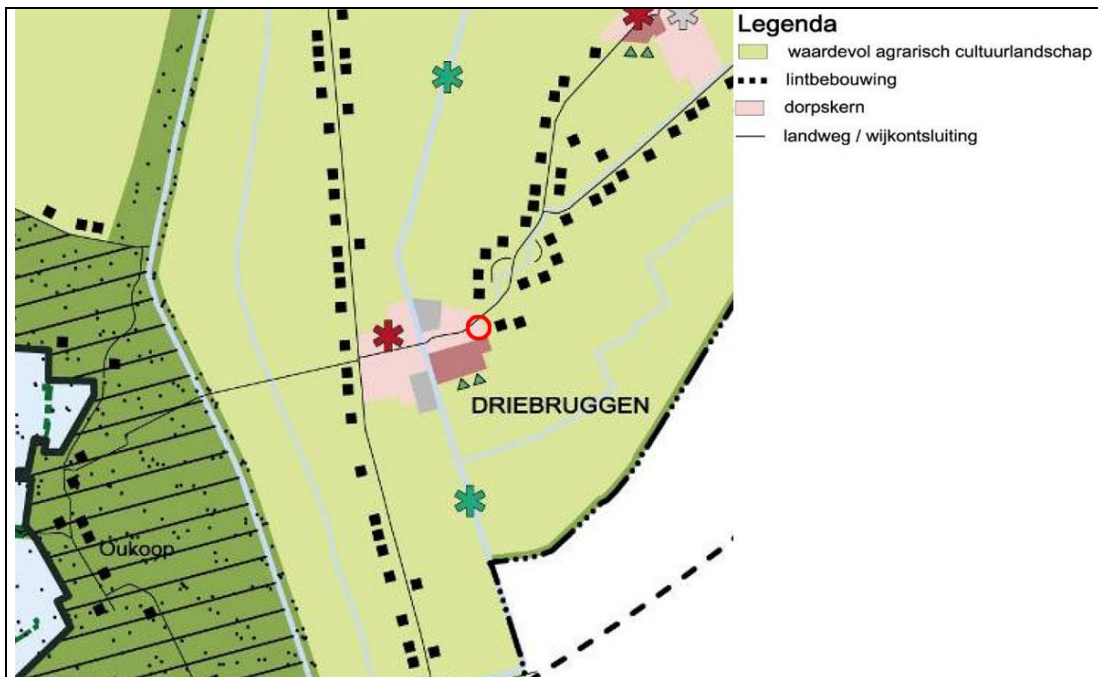 Legenda
waardevol agrarisch cultuurlandschap
lintbebouwing
dorpskern
landweg / wijkontsluiting
DRIEBRUGGEN
Oukoop